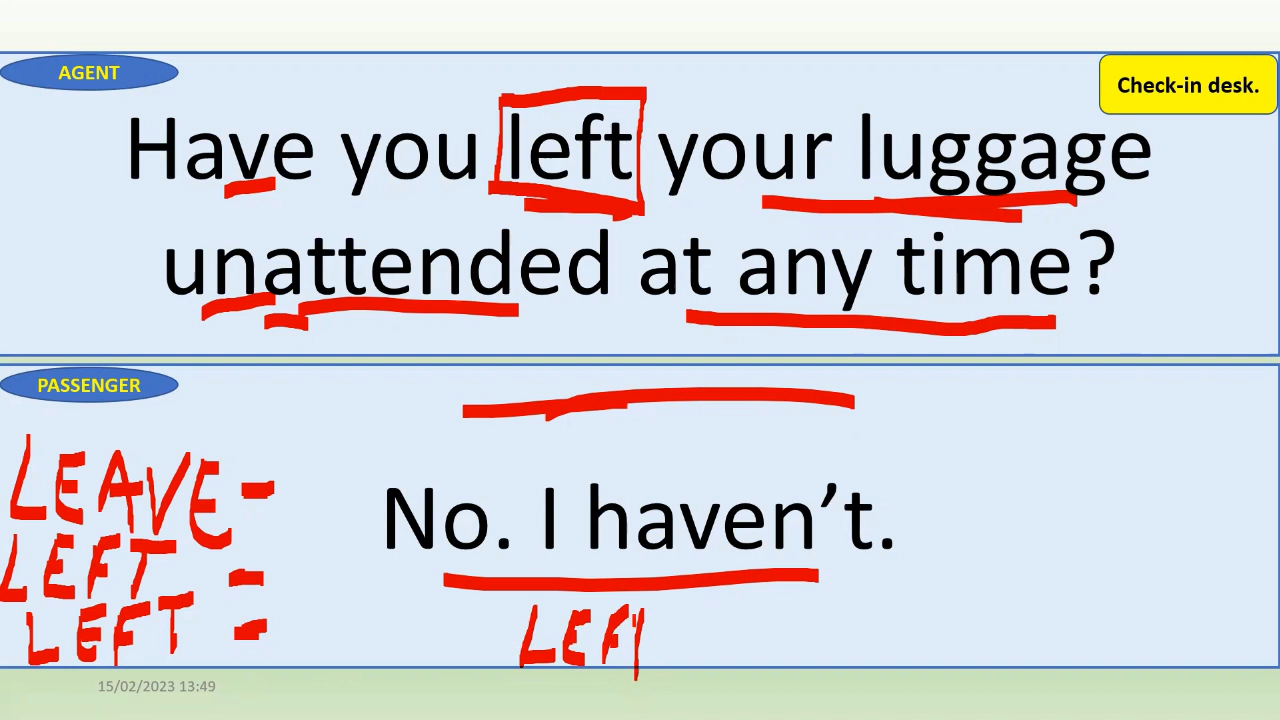 AGENT
Check-in desk.
Have you left your luggage
unattended at any time?
PASSENGER
No. I haven't.
LEAVE-
LEFT -
LEFT =
LEF
15/02/2023 13:49